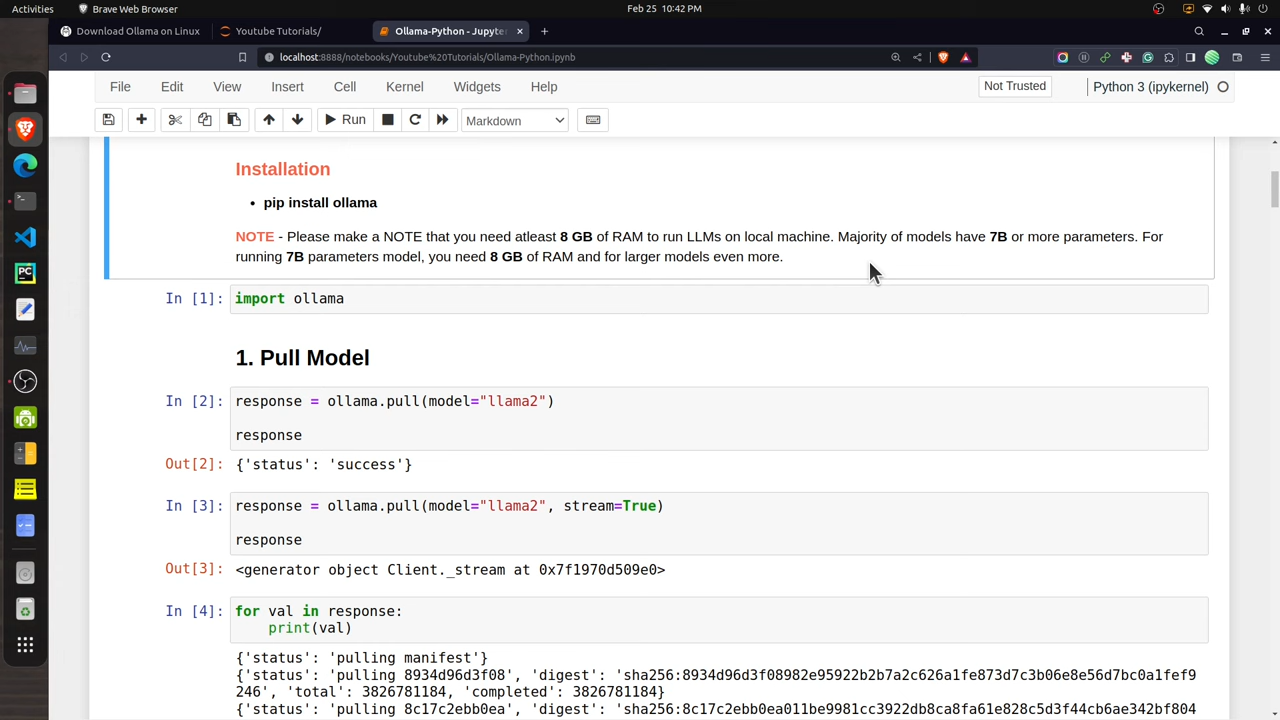 Activities
Brave Web Browser
Feb 25 10:42 PM
Download Ollama on Linux
Youtube Tutorials/
Ollama-Python - Jupyter
localhost:8888/notebooks/Youtube%20Tutorials/Ollama-Python.ipynb
File Edit View Insert Cell Kernel Widgets Help
Not Trusted
Python 3 (ipykernel)
Run
Markdown
Installation
• pip install ollama
NOTE - Please make a NOTE that you need atleast 8 GB of RAM to run LLMs on local machine. Majority of models have 7B or more parameters. For
running 7B parameters model, you need 8 GB of RAM and for larger models even more.
In [1]: import ollama
1. Pull Model
In [2]: response = ollama.pull(model="llama2")
response
Out[2]: {'status': 'success'}
In [3]: response = ollama.pull(model="llama2", stream=True)
response
Out[3]: <generator object Client._stream at 0x7f1970d509e0>
In [4]: for val in response:
print(val)
{'status': 'pulling manifest'}
{'status': 'pulling 8934d96d3f08', 'digest': 'sha256:8934d96d3f08982e95922b2b7a2c626a1fe873d7c3b06e8e56d7bc0a1fef9
246', 'total': 3826781184, 'completed': 3826781184}
{'status': 'pulling 8c17c2ebb0ea', 'digest': 'sha256:8c17c2ebb0ea011be9981cc3922db8ca8fa61e828c5d3f44cb6ae342bf804